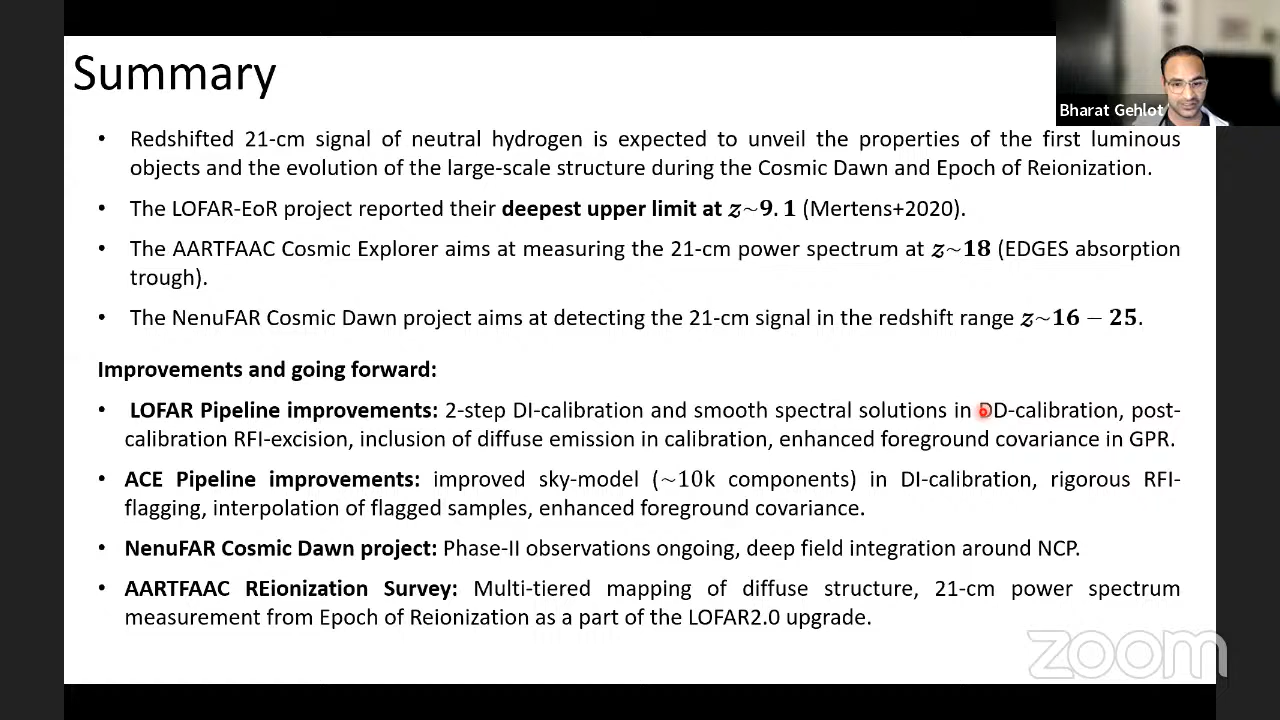 Summary
Bharat Gehlot
• Redshifted 21-cm signal of neutral hydrogen is expected to unveil the properties of the first luminous
objects and the evolution of the large-scale structure during the Cosmic Dawn and Epoch of Reionization.
• The LOFAR-EoR project reported their deepest upper limit at z~9.1 (Mertens+2020).
• The AARTFAAC Cosmic Explorer aims at measuring the 21-cm power spectrum at z~18 (EDGES absorption
trough).
• The NenuFAR Cosmic Dawn project aims at detecting the 21-cm signal in the redshift range z~16 − 25.
Improvements and going forward:
• LOFAR Pipeline improvements: 2-step DI-calibration and smooth spectral solutions in DD-calibration, post-
calibration RFI-excision, inclusion of diffuse emission in calibration, enhanced foreground covariance in GPR.
• ACE Pipeline improvements: improved sky-model (~10k components) in DI-calibration, rigorous RFI-
flagging, interpolation of flagged samples, enhanced foreground covariance.
• NenuFAR Cosmic Dawn project: Phase-II observations ongoing, deep field integration around NCP.
• AARTFAAC REionization Survey: Multi-tiered mapping of diffuse structure, 21-cm power spectrum
measurement from Epoch of Reionization as a part of the LOFAR2.0 upgrade.
zoom